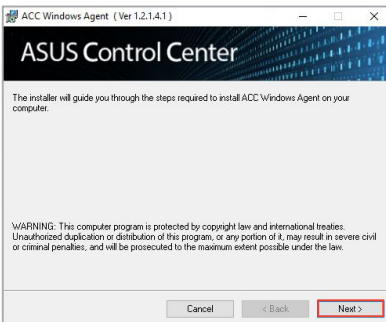 ACC Windows Agent ( Ver 1.2.1.4.1 )
ASUS Control Center
The installer will guide you through the steps required to install ACC Windows Agent on your
computer.
WARNING: This computer program is protected by copyright law and international treaties.
Unauthorized duplication or distribution of this program, or any portion of it, may result in severe civil
or criminal penalties, and will be prosecuted to the maximum extent possible under the law.
Cancel < Back Next >